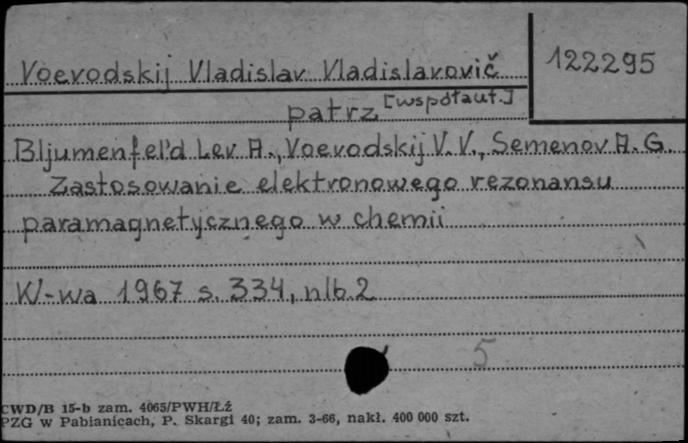 Voevodskij Vladislav Vladislavovič
122295
[współaut.]
patrz
Bljumenfel'd Lev A., Voevodskij V.V., Semenov A.G.
Zastosowanie elektronowego rezonansu
paramagnetycznego w chemii
W-wa 1967 s. 334, nlb. 2
5
CWD/B 15-b zam. 4065/PWH/Łź
PZG w Pabianicach, P. Skargi 40; zam. 3-66, nakł. 400 000 szt.